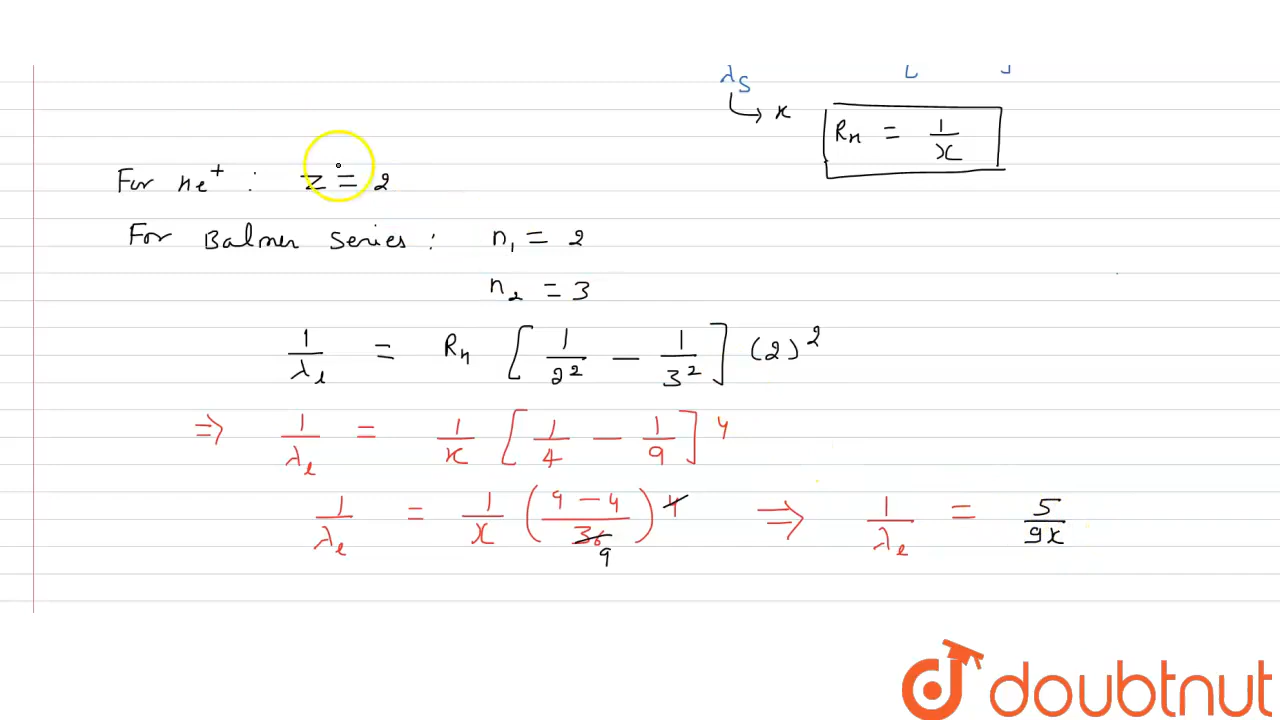 λS
→ x
RH = 1/x
For He+ : Z = 2
For Balmer Series : n1 = 2
n2 = 3
1/λl = RH [ 1/2² − 1/3² ] (2)²
⇒ 1/λl = 1/x [ 1/4 − 1/9 ] 4
1/λl = 1/x ( 9 − 4 / 36 ) 4 ⇒ 1/λl = 5/9x
9
doubtnut